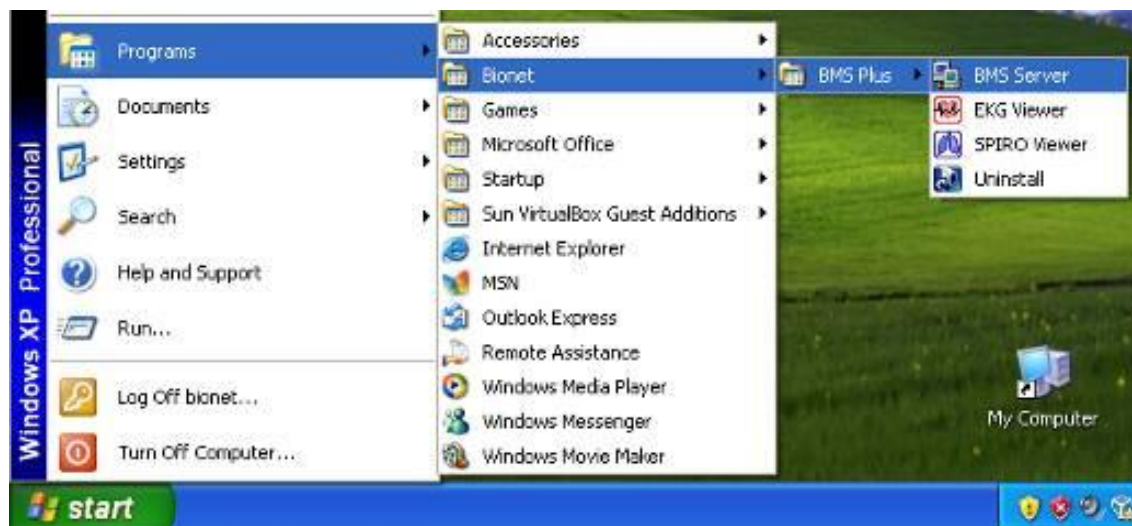 Windows XP Professional
Programs
Documents
Settings
Search
Help and Support
Run...
Log Off bionet...
Turn Off Computer...
Accessories
Bionet
Games
Microsoft Office
Startup
Sun VirtualBox Guest Additions
Internet Explorer
MSN
Outlook Express
Remote Assistance
Windows Media Player
Windows Messenger
Windows Movie Maker
BMS Plus
BMS Server
EKG Viewer
SPIRO Viewer
Uninstall
My Computer
start